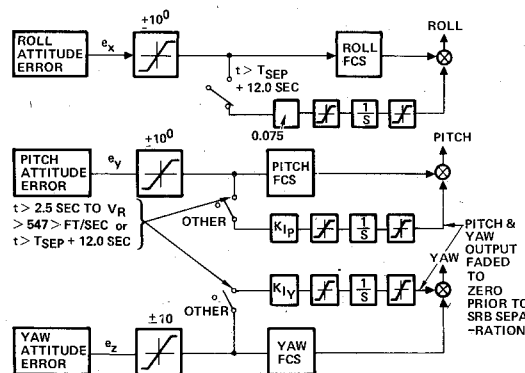 ±10⁰
ROLL
ATTITUDE
ERROR
eₓ
ROLL
FCS
ROLL
t > T_SEP
+ 12.0 SEC
0.075
1/S
±10⁰
PITCH
ATTITUDE
ERROR
e_y
PITCH
FCS
PITCH
t > 2.5 SEC TO V_R
> 547 > FT/SEC or
t > T_SEP + 12.0 SEC
OTHER
K_IP
1/S
PITCH &
YAW
OUTPUT
FADED
TO
ZERO
PRIOR TO
SRB SEPA
-RATION
YAW
K_IY
1/S
OTHER
±10
YAW
ATTITUDE
ERROR
e_z
YAW
FCS